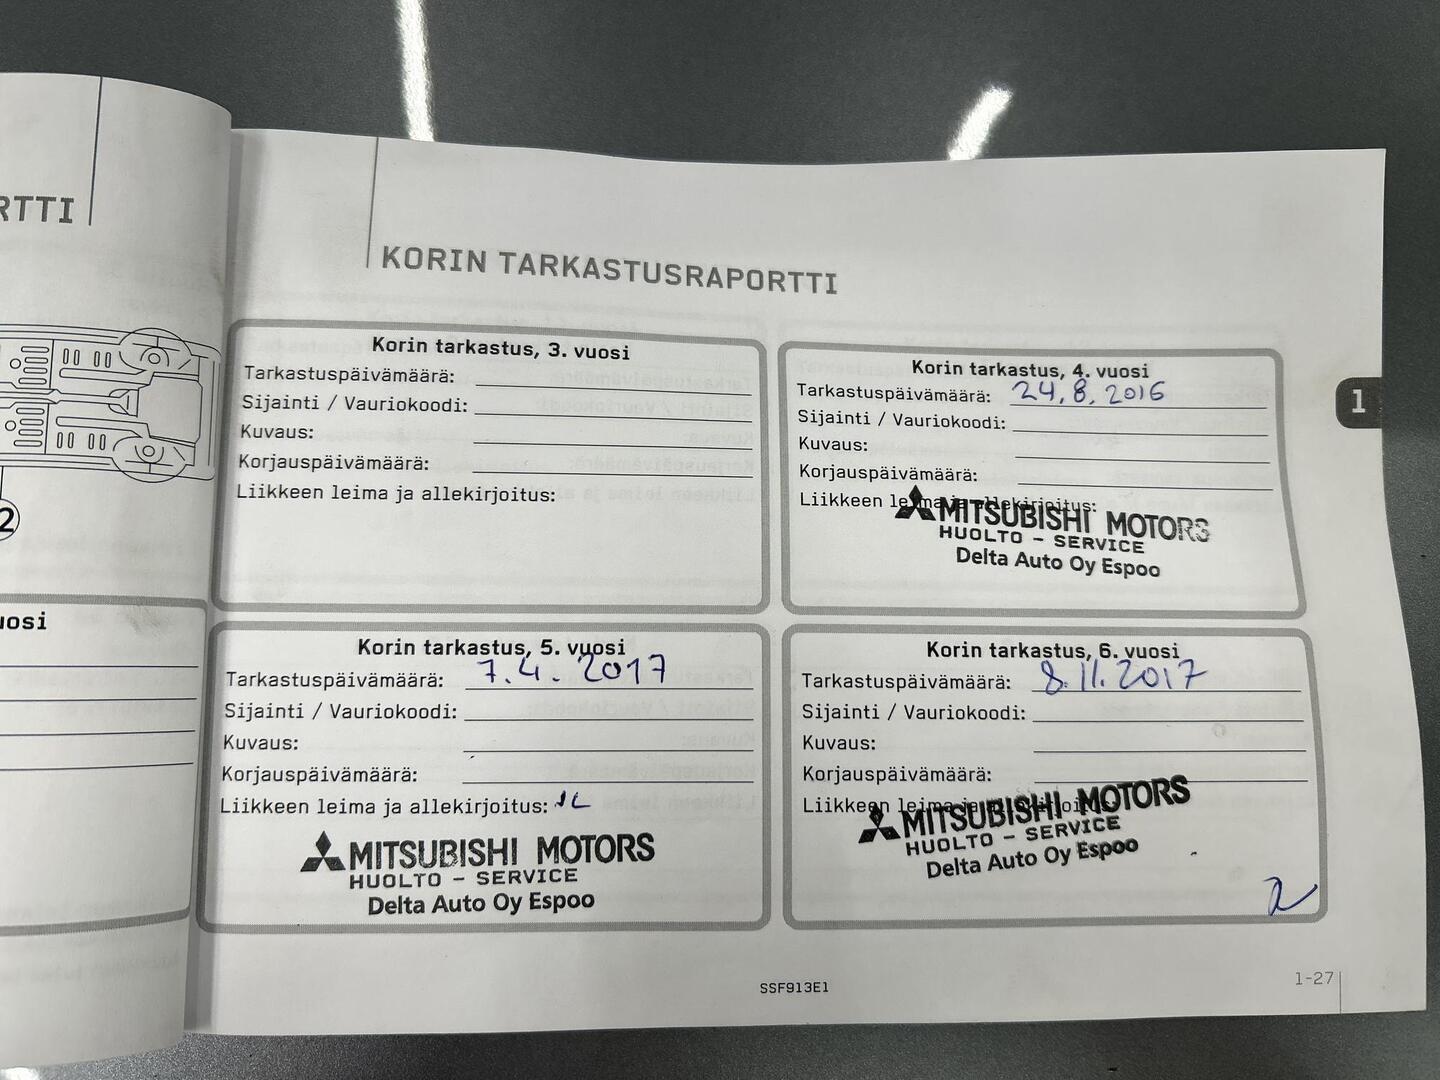 RTTI
2
uosi
KORIN TARKASTUSRAPORTTI
Korin tarkastus, 3. vuosi
Tarkastuspäivämäärä:
Sijainti / Vauriokoodi:
Kuvaus:
Korjauspäivämäärä:
Liikkeen leima ja allekirjoitus:
Korin tarkastus, 4. vuosi
Tarkastuspäivämäärä: 24.8.2016
Sijainti / Vauriokoodi:
Kuvaus:
Korjauspäivämäärä:
Liikkeen leima ja allekirjoitus:
MITSUBISHI MOTORS
HUOLTO - SERVICE
Delta Auto Oy Espoo
1
Korin tarkastus, 5. vuosi
Tarkastuspäivämäärä: 7.4.2017
Sijainti / Vauriokoodi:
Kuvaus:
Korjauspäivämäärä:
Liikkeen leima ja allekirjoitus:
MITSUBISHI MOTORS
HUOLTO - SERVICE
Delta Auto Oy Espoo
Korin tarkastus, 6. vuosi
Tarkastuspäivämäärä: 8.11.2017
Sijainti / Vauriokoodi:
Kuvaus:
Korjauspäivämäärä:
Liikkeen leima ja allekirjoitus:
MITSUBISHI MOTORS
HUOLTO - SERVICE
Delta Auto Oy Espoo
SSF913E1
1-27